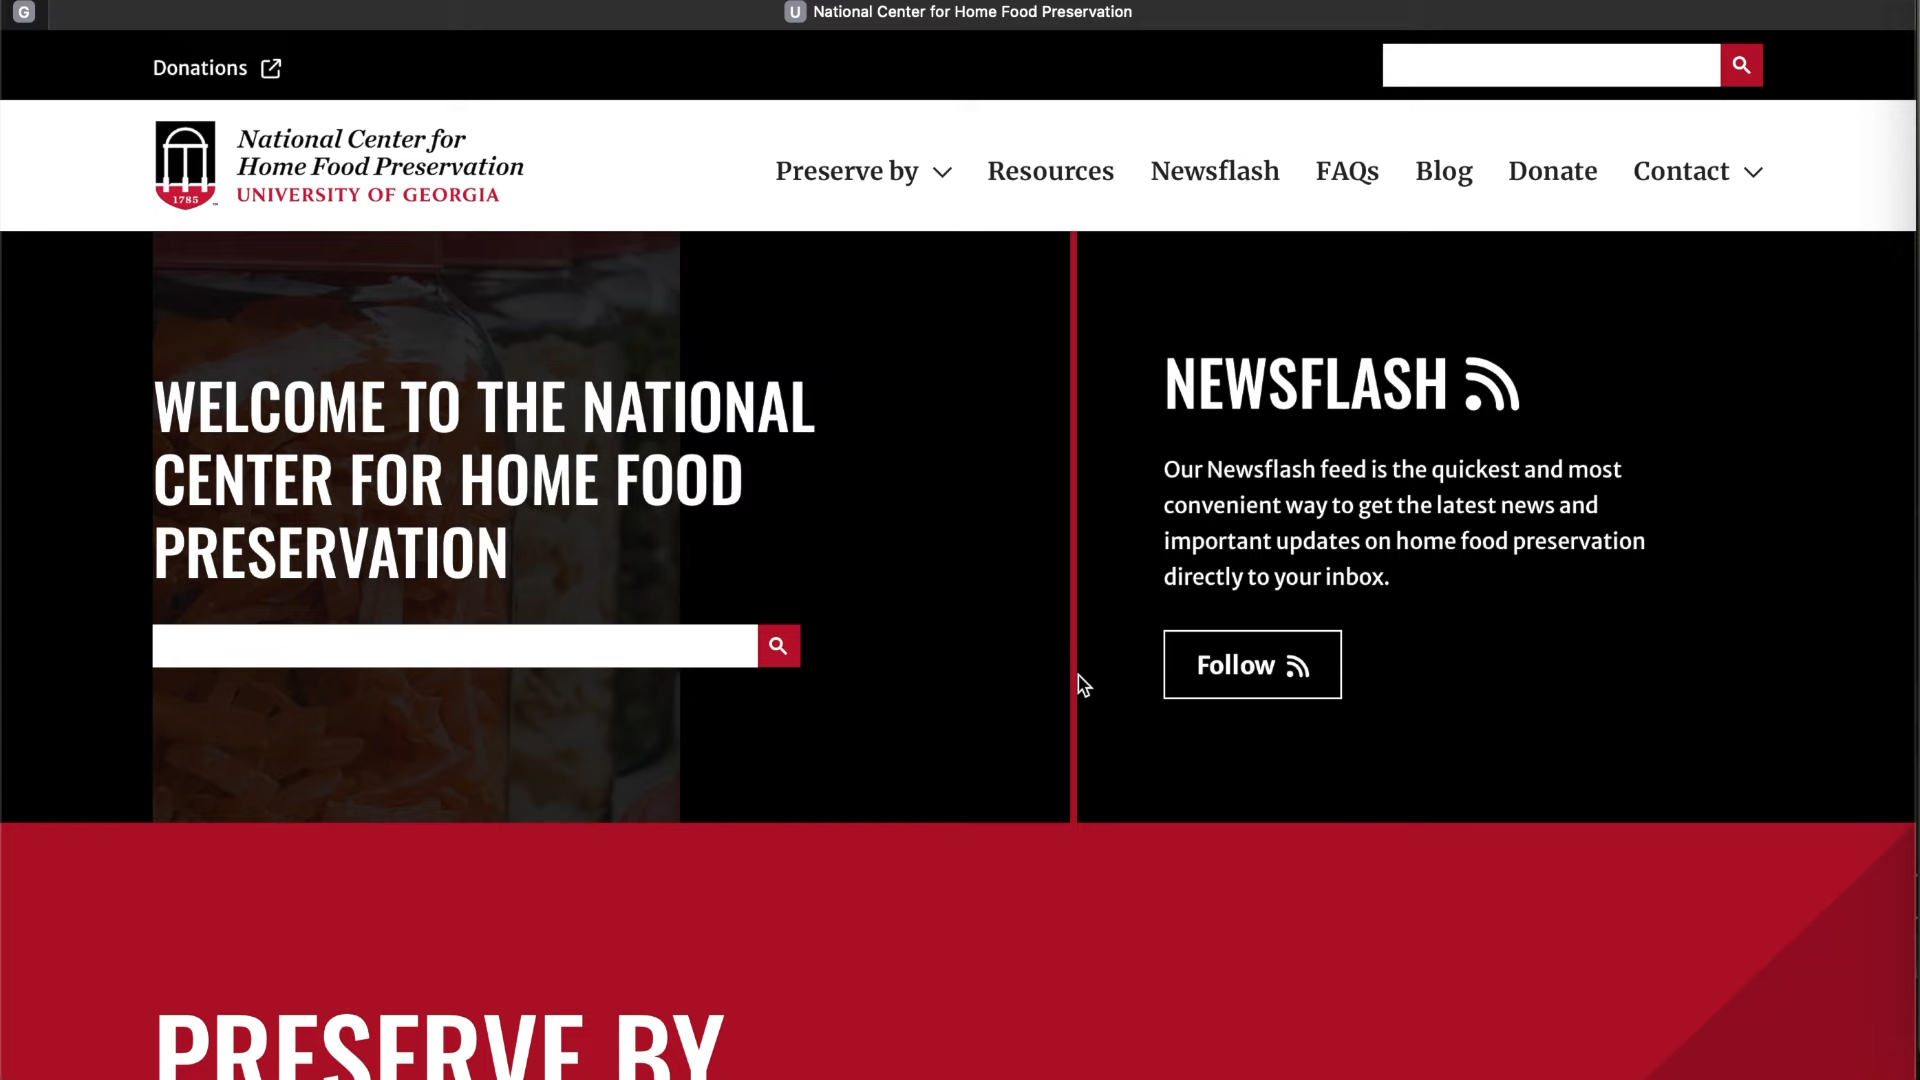 G
U National Center for Home Food Preservation
Donations
National Center for
Home Food Preservation
UNIVERSITY OF GEORGIA
1785
Preserve by
Resources
Newsflash
FAQs
Blog
Donate
Contact
WELCOME TO THE NATIONAL
CENTER FOR HOME FOOD
PRESERVATION
NEWSFLASH
Our Newsflash feed is the quickest and most
convenient way to get the latest news and
important updates on home food preservation
directly to your inbox.
Follow
PRESERVE BY